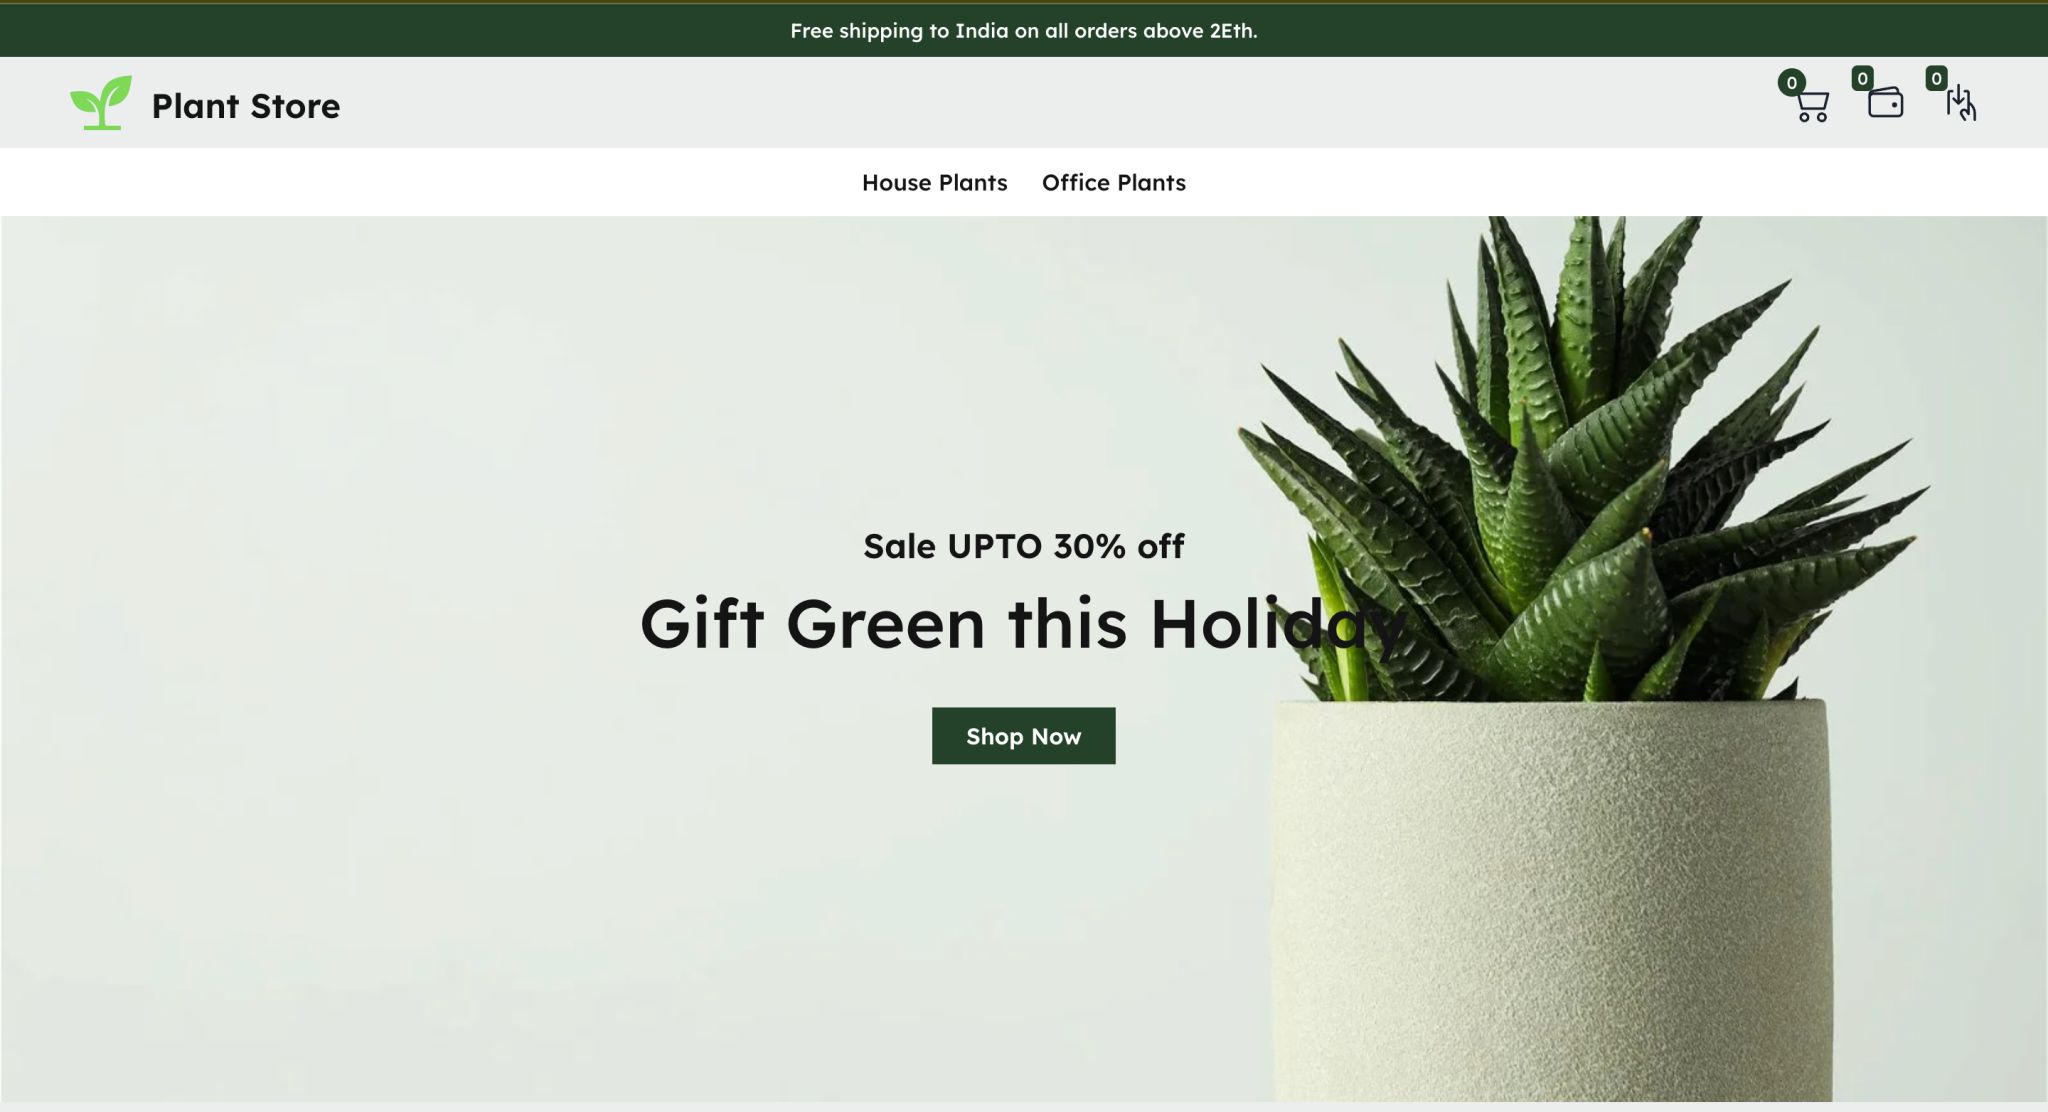 Free shipping to India on all orders above 2Eth.
Plant Store
0 0 0
House Plants Office Plants
Sale UPTO 30% off
Gift Green this Holiday
Shop Now